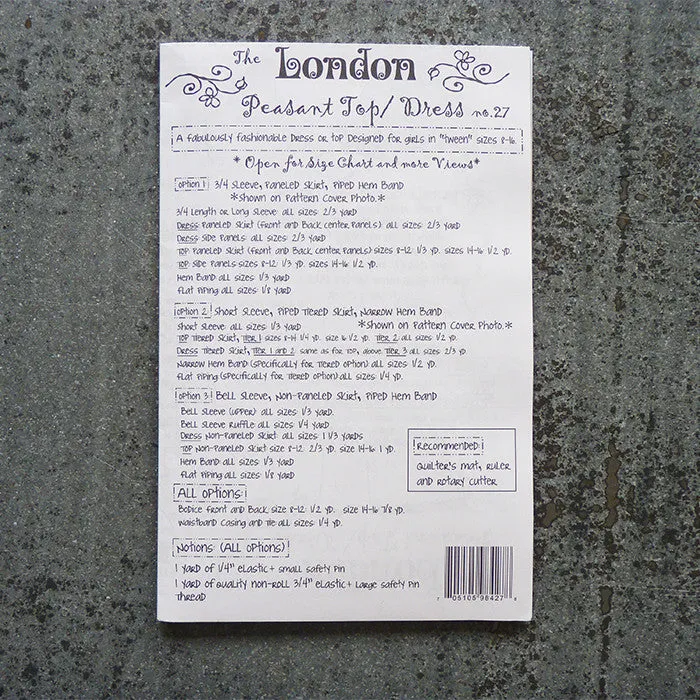 The London
Peasant Top/ Dress no.27
A fabulously fashionable Dress or top Designed for girls in "tween" sizes 8-16.
* Open for Size Chart and more Views*
Option 1 3/4 Sleeve, Paneled Skirt, Piped Hem Band
*Shown on Pattern Cover Photo.*
3/4 Length or Long Sleeve: all sizes: 2/3 yard
Dress: Paneled Skirt (front and Back center panels): all sizes: 2/3 yard
Dress: Side Panels: all sizes: 2/3 yard
Top: Paneled Skirt (front and Back center Panels) sizes 8-12: 1/3 yd. sizes 14-16: 1/2 yd.
Top: Side Panels sizes 8-12: 1/3 yd. sizes 14-16: 1/2 yd.
Hem Band: all sizes: 1/3 yard
Flat Piping: all sizes: 1/8 yard
Option 2 Short Sleeve, Piped Tiered Skirt, Narrow Hem Band
Short Sleeve: all sizes: 1/3 yard *Shown on Pattern Cover Photo.*
Top Tiered Skirt, Tier 1: sizes 8-14: 1/4 yd. size 16: 1/2 yd. Tier 2: all sizes: 1/2 yd.
Dress Tiered Skirt, Tier 1 and 2: same as for top, above. Tier 3: all sizes: 2/3 yd.
Narrow Hem Band (specifically for tiered option) all sizes: 1/2 yd.
Flat Piping (specifically for tiered option) all sizes: 1/4 yd.
Option 3 Bell Sleeve, Non-Paneled Skirt, Piped Hem Band
Bell Sleeve (upper): all sizes: 1/3 yard.
Bell Sleeve Ruffle: all sizes: 1/4 yard
Dress Non-Paneled Skirt: all sizes: 1 1/3 yards
Top Non-Paneled Skirt size 8-12: 2/3 yd. size 14-16: 1 yd.
Hem Band: all sizes: 1/3 yard
Flat Piping: all sizes: 1/8 yard
Recommended:
Quilter's mat, ruler
and rotary cutter
All Options:
Bodice Front and Back: size 8-12: 1/2 yd. size 14-16: 7/8 yd.
Waistband Casing and Tie: all sizes: 1/4 yd.
Notions (All Options)
1 yard of 1/4" elastic + small safety pin
1 yard of quality non-roll 3/4" elastic + Large safety pin
Thread
7 05105 98427 8